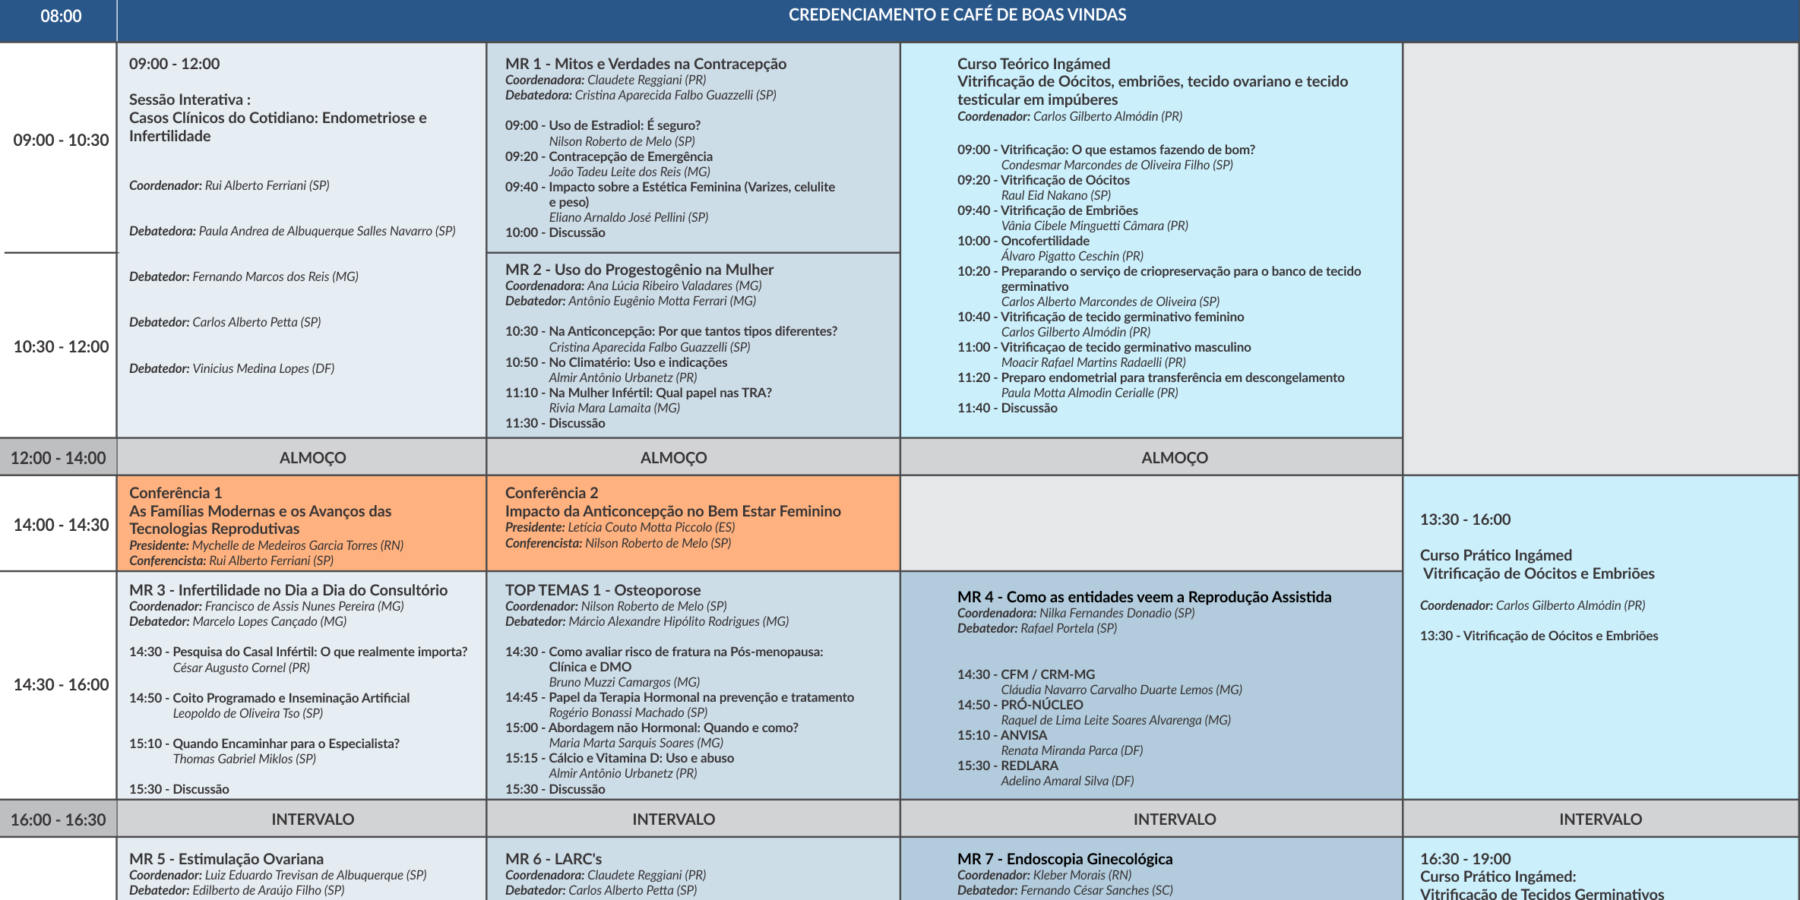 08:00
CREDENCIAMENTO E CAFÉ DE BOAS VINDAS
09:00 - 10:30
09:00 - 12:00
Sessão Interativa :
Casos Clínicos do Cotidiano: Endometriose e
Infertilidade
Coordenador: Rui Alberto Ferriani (SP)
Debatedora: Paula Andrea de Albuquerque Salles Navarro (SP)
Debatedor: Fernando Marcos dos Reis (MG)
Debatedor: Carlos Alberto Petta (SP)
Debatedor: Vinicius Medina Lopes (DF)
MR 1 - Mitos e Verdades na Contracepção
Coordenadora: Claudete Reggiani (PR)
Debatedora: Cristina Aparecida Falbo Guazzelli (SP)
09:00 - Uso de Estradiol: É seguro?
Nilson Roberto de Melo (SP)
09:20 - Contracepção de Emergência
João Tadeu Leite dos Reis (MG)
09:40 - Impacto sobre a Estética Feminina (Varizes, celulite
e peso)
Eliano Arnaldo José Pellini (SP)
10:00 - Discussão
Curso Teórico Ingámed
Vitrificação de Oócitos, embriões, tecido ovariano e tecido
testicular em impúberes
Coordenador: Carlos Gilberto Almódin (PR)
09:00 - Vitrificação: O que estamos fazendo de bom?
Condesmar Marcondes de Oliveira Filho (SP)
09:20 - Vitrificação de Oócitos
Raul Eid Nakano (SP)
09:40 - Vitrificação de Embriões
Vânia Cibele Minguetti Câmara (PR)
10:00 - Oncofertilidade
Álvaro Pigatto Ceschin (PR)
10:20 - Preparando o serviço de criopreservação para o banco de tecido
germinativo
Carlos Alberto Marcondes de Oliveira (SP)
10:40 - Vitrificação de tecido germinativo feminino
Carlos Gilberto Almódin (PR)
11:00 - Vitrificaçao de tecido germinativo masculino
Moacir Rafael Martins Radaelli (PR)
11:20 - Preparo endometrial para transferência em descongelamento
Paula Motta Almodin Cerialle (PR)
11:40 - Discussão
10:30 - 12:00
MR 2 - Uso do Progestogênio na Mulher
Coordenadora: Ana Lúcia Ribeiro Valadares (MG)
Debatedor: Antônio Eugênio Motta Ferrari (MG)
10:30 - Na Anticoncepção: Por que tantos tipos diferentes?
Cristina Aparecida Falbo Guazzelli (SP)
10:50 - No Climatério: Uso e indicações
Almir Antônio Urbanetz (PR)
11:10 - Na Mulher Infértil: Qual papel nas TRA?
Rivia Mara Lamaita (MG)
11:30 - Discussão
12:00 - 14:00
ALMOÇO
ALMOÇO
ALMOÇO
14:00 - 14:30
Conferência 1
As Famílias Modernas e os Avanços das
Tecnologias Reprodutivas
Presidente: Mychelle de Medeiros Garcia Torres (RN)
Conferencista: Rui Alberto Ferriani (SP)
Conferência 2
Impacto da Anticoncepção no Bem Estar Feminino
Presidente: Letícia Couto Motta Piccolo (ES)
Conferencista: Nilson Roberto de Melo (SP)
13:30 - 16:00
Curso Prático Ingámed
Vitrificação de Oócitos e Embriões
Coordenador: Carlos Gilberto Almódin (PR)
13:30 - Vitrificação de Oócitos e Embriões
14:30 - 16:00
MR 3 - Infertilidade no Dia a Dia do Consultório
Coordenador: Francisco de Assis Nunes Pereira (MG)
Debatedor: Marcelo Lopes Cançado (MG)
14:30 - Pesquisa do Casal Infértil: O que realmente importa?
César Augusto Cornel (PR)
14:50 - Coito Programado e Inseminação Artificial
Leopoldo de Oliveira Tso (SP)
15:10 - Quando Encaminhar para o Especialista?
Thomas Gabriel Miklos (SP)
15:30 - Discussão
TOP TEMAS 1 - Osteoporose
Coordenador: Nilson Roberto de Melo (SP)
Debatedor: Márcio Alexandre Hipólito Rodrigues (MG)
14:30 - Como avaliar risco de fratura na Pós-menopausa:
Clínica e DMO
Bruno Muzzi Camargos (MG)
14:45 - Papel da Terapia Hormonal na prevenção e tratamento
Rogério Bonassi Machado (SP)
15:00 - Abordagem não Hormonal: Quando e como?
Maria Marta Sarquis Soares (MG)
15:15 - Cálcio e Vitamina D: Uso e abuso
Almir Antônio Urbanetz (PR)
15:30 - Discussão
MR 4 - Como as entidades veem a Reprodução Assistida
Coordenadora: Nilka Fernandes Donadio (SP)
Debatedor: Rafael Portela (SP)
14:30 - CFM / CRM-MG
Cláudia Navarro Carvalho Duarte Lemos (MG)
14:50 - PRÓ-NÚCLEO
Raquel de Lima Leite Soares Alvarenga (MG)
15:10 - ANVISA
Renata Miranda Parca (DF)
15:30 - REDLARA
Adelino Amaral Silva (DF)
16:00 - 16:30
INTERVALO
INTERVALO
INTERVALO
INTERVALO
MR 5 - Estimulação Ovariana
Coordenador: Luiz Eduardo Trevisan de Albuquerque (SP)
Debatedor: Edilberto de Araújo Filho (SP)
MR 6 - LARC's
Coordenadora: Claudete Reggiani (PR)
Debatedor: Carlos Alberto Petta (SP)
MR 7 - Endoscopia Ginecológica
Coordenador: Kleber Morais (RN)
Debatedor: Fernando César Sanches (SC)
16:30 - 19:00
Curso Prático Ingámed:
Vitrificação de Tecidos Germinativos